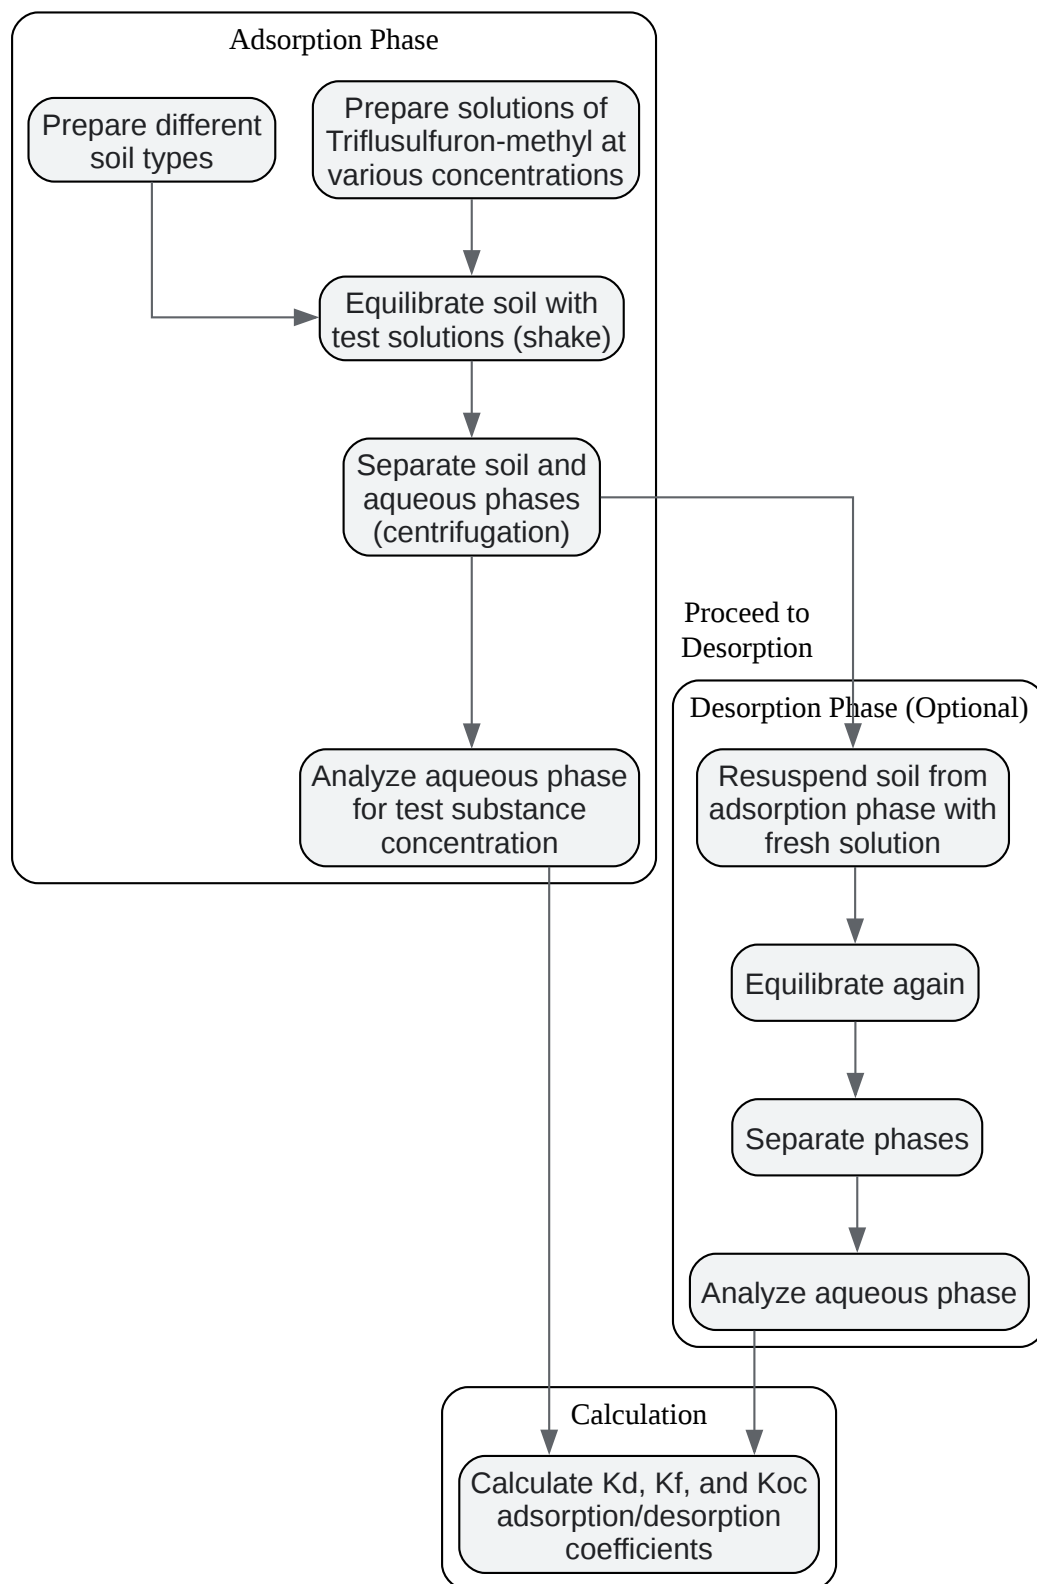 Adsorption Phase
Prepare different
soil types
Prepare solutions of
Triflusulfuron-methyl at
various concentrations
Equilibrate soil with
test solutions (shake)
Separate soil and
aqueous phases
(centrifugation)
Proceed to
Desorption
Desorption Phase (Optional)
Analyze aqueous phase
for test substance
concentration
Resuspend soil from
adsorption phase with
fresh solution
Equilibrate again
Separate phases
Analyze aqueous phase
Calculation
Calculate Kd, Kf, and Koc
adsorption/desorption
coefficients